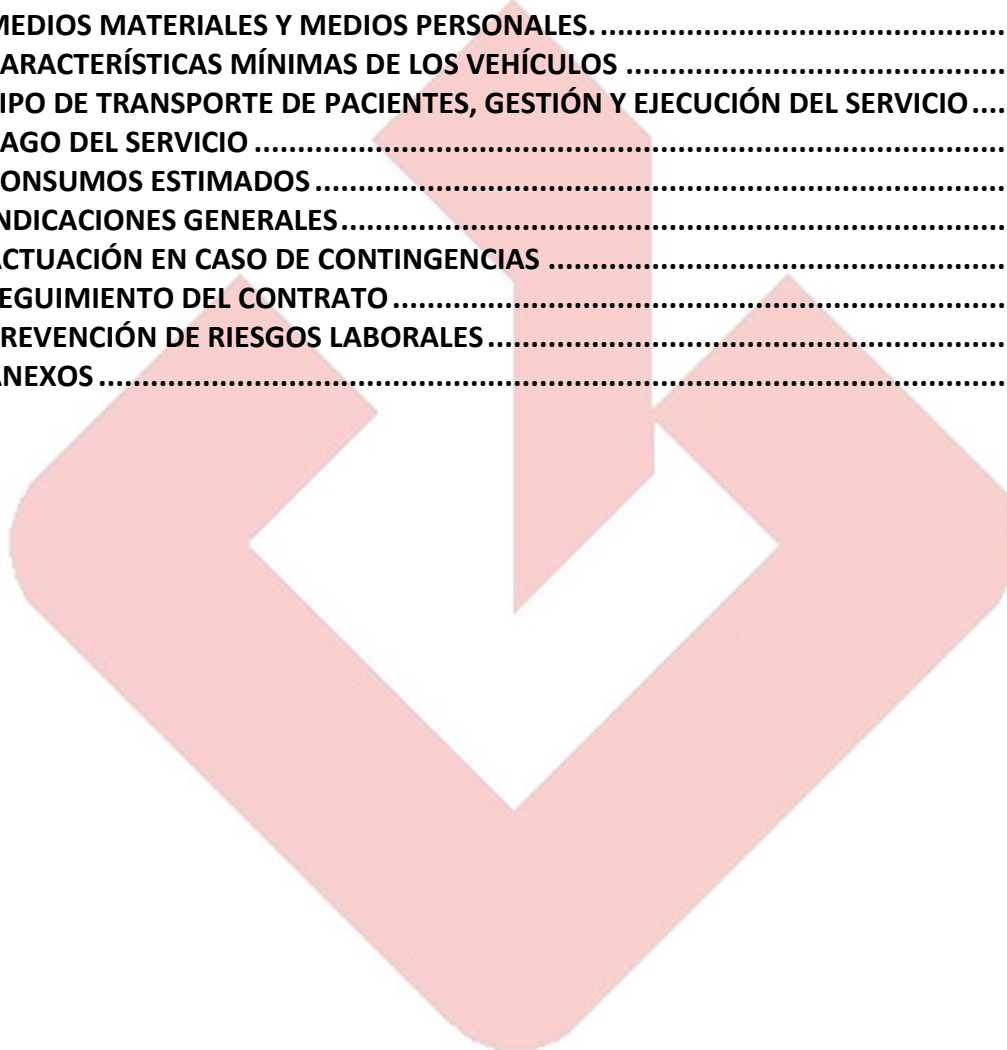 MEDIOS MATERIALES Y MEDIOS PERSONALES. ..............................................
ARACTERÍSTICAS MÍNIMAS DE LOS VEHÍCULOS ...........................................
IPO DE TRANSPORTE DE PACIENTES, GESTIÓN Y EJECUCIÓN DEL SERVICIO ....
AGO DEL SERVICIO .....................................................................................
ONSUMOS ESTIMADOS ..............................................................................
NDICACIONES GENERALES ...........................................................................
ACTUACIÓN EN CASO DE CONTINGENCIAS ....................................................
EGUIMIENTO DEL CONTRATO .....................................................................
REVENCIÓN DE RIESGOS LABORALES ..........................................................
ANEXOS .......................................................................................................